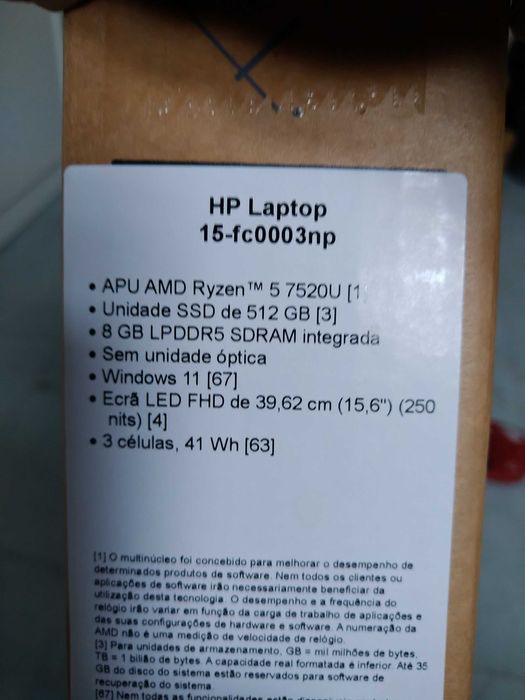 HP Laptop
15-fc0003np
• APU AMD Ryzen™ 5 7520U [1
• Unidade SSD de 512 GB [3]
• 8 GB LPDDR5 SDRAM integrada
• Sem unidade óptica
• Windows 11 [67]
• Ecrã LED FHD de 39,62 cm (15,6") (250
nits) [4]
• 3 células, 41 Wh [63]
[1] O multinúcleo foi concebido para melhorar o desempenho de
determinados produtos de software. Nem todos os clientes ou
aplicações de software irão necessariamente beneficiar da
utilização desta tecnologia. O desempenho e a frequência do
relógio irão variar em função da carga de trabalho de aplicações e
das suas configurações de hardware e software. A numeração da
AMD não é uma medição de velocidade de relógio.
[3] Para unidades de armazenamento, GB = mil milhões de bytes.
TB = 1 bilião de bytes. A capacidade real formatada é inferior. Até 35
GB do disco do sistema estão reservados para software de
recuperação do sistema.
[67] Nem todas as funcionalidades estão